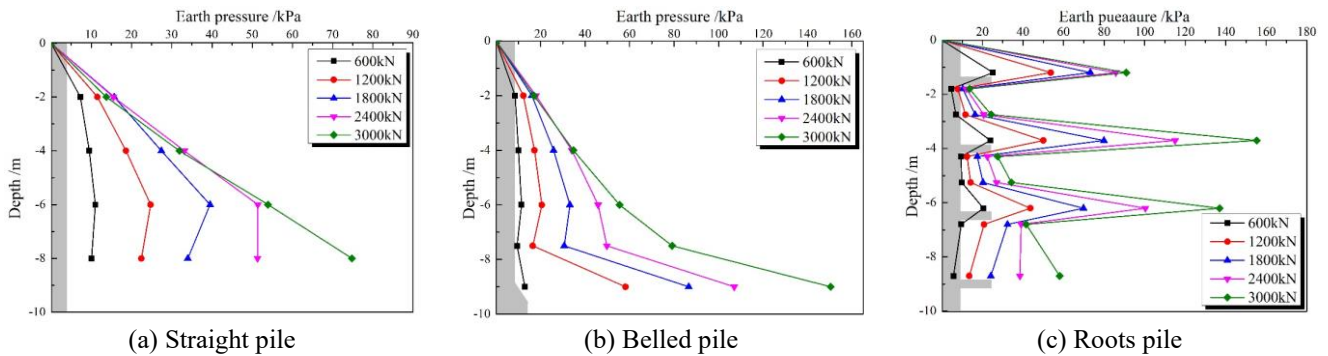 Earth pressure /kPa
10 20 30 40 50 60 70 80 90
0
-2
-4
-6
-8
-10
Depth /m
600kN
1200kN
1800kN
2400kN
3000kN
(a) Straight pile
Earth pressure /kPa
20 40 60 80 100 120 140 160
0
-2
-4
-6
-8
-10
Depth /m
600kN
1200kN
1800kN
2400kN
3000kN
(b) Belled pile
Earth pueaaure /kPa
20 40 60 80 100 120 140 160 180
0
-2
-4
-6
-8
-10
Depth /m
600kN
1200kN
1800kN
2400kN
3000kN
(c) Roots pile